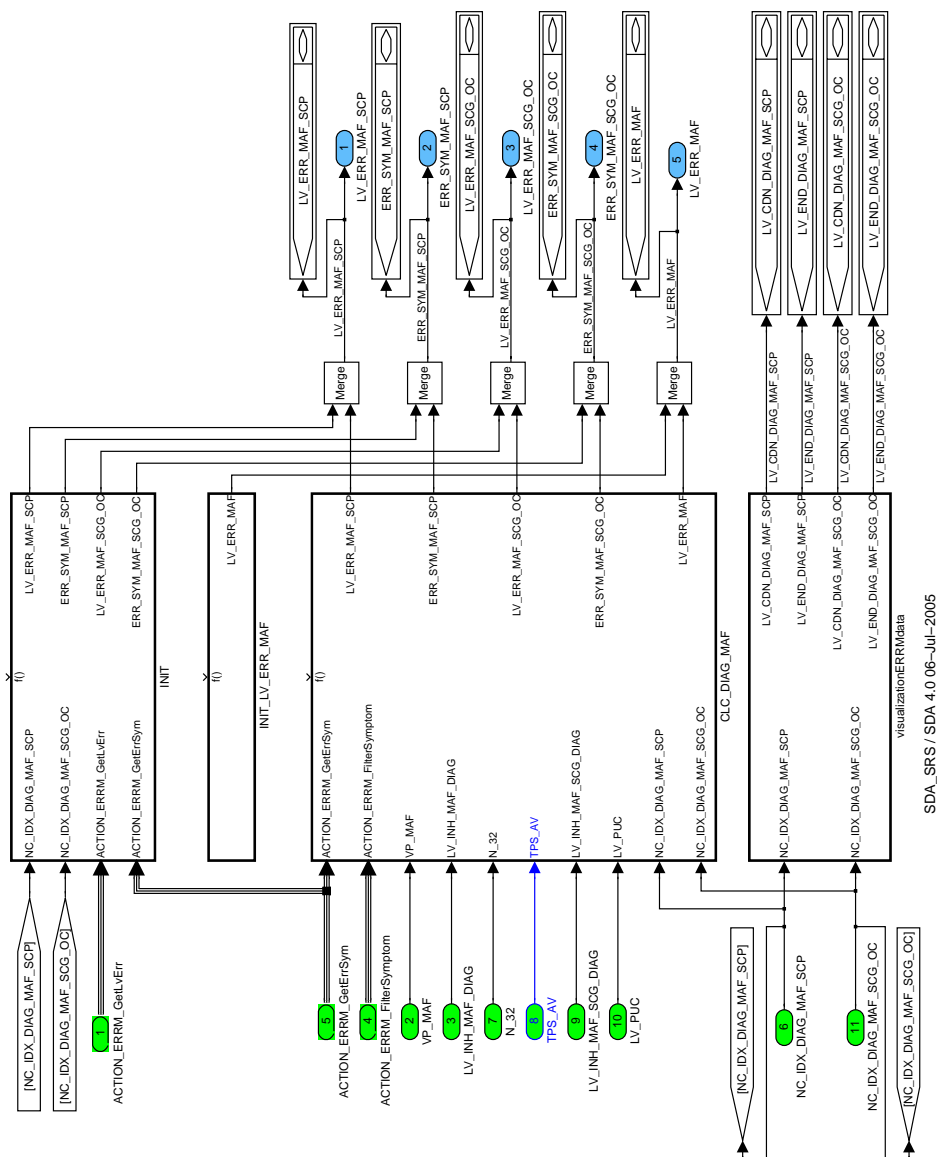 [NC_IDX_DIAG_MAF_SCP]
[NC_IDX_DIAG_MAF_SCG_OC]
1
ACTION_ERRM_GetLvErr
NC_IDX_DIAG_MAF_SCP
NC_IDX_DIAG_MAF_SCG_OC
ACTION_ERRM_GetLvErr
ACTION_ERRM_GetErrSym
f()
LV_ERR_MAF_SCP
ERR_SYM_MAF_SCP
LV_ERR_MAF_SCG_OC
ERR_SYM_MAF_SCG_OC
INIT
f()
LV_ERR_MAF
INIT_LV_ERR_MAF
5
ACTION_ERRM_GetErrSym
4
ACTION_ERRM_FilterSymptom
2
VP_MAF
3
LV_INH_MAF_DIAG
7
N_32
8
TPS_AV
9
LV_INH_MAF_SCG_DIAG
10
LV_PUC
ACTION_ERRM_GetErrSym
ACTION_ERRM_FilterSymptom
VP_MAF
LV_INH_MAF_DIAG
N_32
TPS_AV
LV_INH_MAF_SCG_DIAG
LV_PUC
NC_IDX_DIAG_MAF_SCP
NC_IDX_DIAG_MAF_SCG_OC
f()
LV_ERR_MAF_SCP
ERR_SYM_MAF_SCP
LV_ERR_MAF_SCG_OC
ERR_SYM_MAF_SCG_OC
LV_ERR_MAF
CLC_DIAG_MAF
Merge
Merge
Merge
Merge
Merge
LV_ERR_MAF_SCP
ERR_SYM_MAF_SCP
LV_ERR_MAF_SCG_OC
ERR_SYM_MAF_SCG_OC
LV_ERR_MAF
LV_ERR_MAF_SCP
1
LV_ERR_MAF_SCP
ERR_SYM_MAF_SCP
2
ERR_SYM_MAF_SCP
LV_ERR_MAF_SCG_OC
3
LV_ERR_MAF_SCG_OC
ERR_SYM_MAF_SCG_OC
4
ERR_SYM_MAF_SCG_OC
LV_ERR_MAF
5
LV_ERR_MAF
[NC_IDX_DIAG_MAF_SCP]
6
NC_IDX_DIAG_MAF_SCP
11
NC_IDX_DIAG_MAF_SCG_OC
[NC_IDX_DIAG_MAF_SCG_OC]
NC_IDX_DIAG_MAF_SCP
NC_IDX_DIAG_MAF_SCG_OC
LV_CDN_DIAG_MAF_SCP
LV_END_DIAG_MAF_SCP
LV_CDN_DIAG_MAF_SCG_OC
LV_END_DIAG_MAF_SCG_OC
visualizationERRMdata
LV_CDN_DIAG_MAF_SCP
LV_END_DIAG_MAF_SCP
LV_CDN_DIAG_MAF_SCG_OC
LV_END_DIAG_MAF_SCG_OC
LV_CDN_DIAG_MAF_SCP
LV_END_DIAG_MAF_SCP
LV_CDN_DIAG_MAF_SCG_OC
LV_END_DIAG_MAF_SCG_OC
SDA_SRS / SDA 4.0 06–Jul–2005